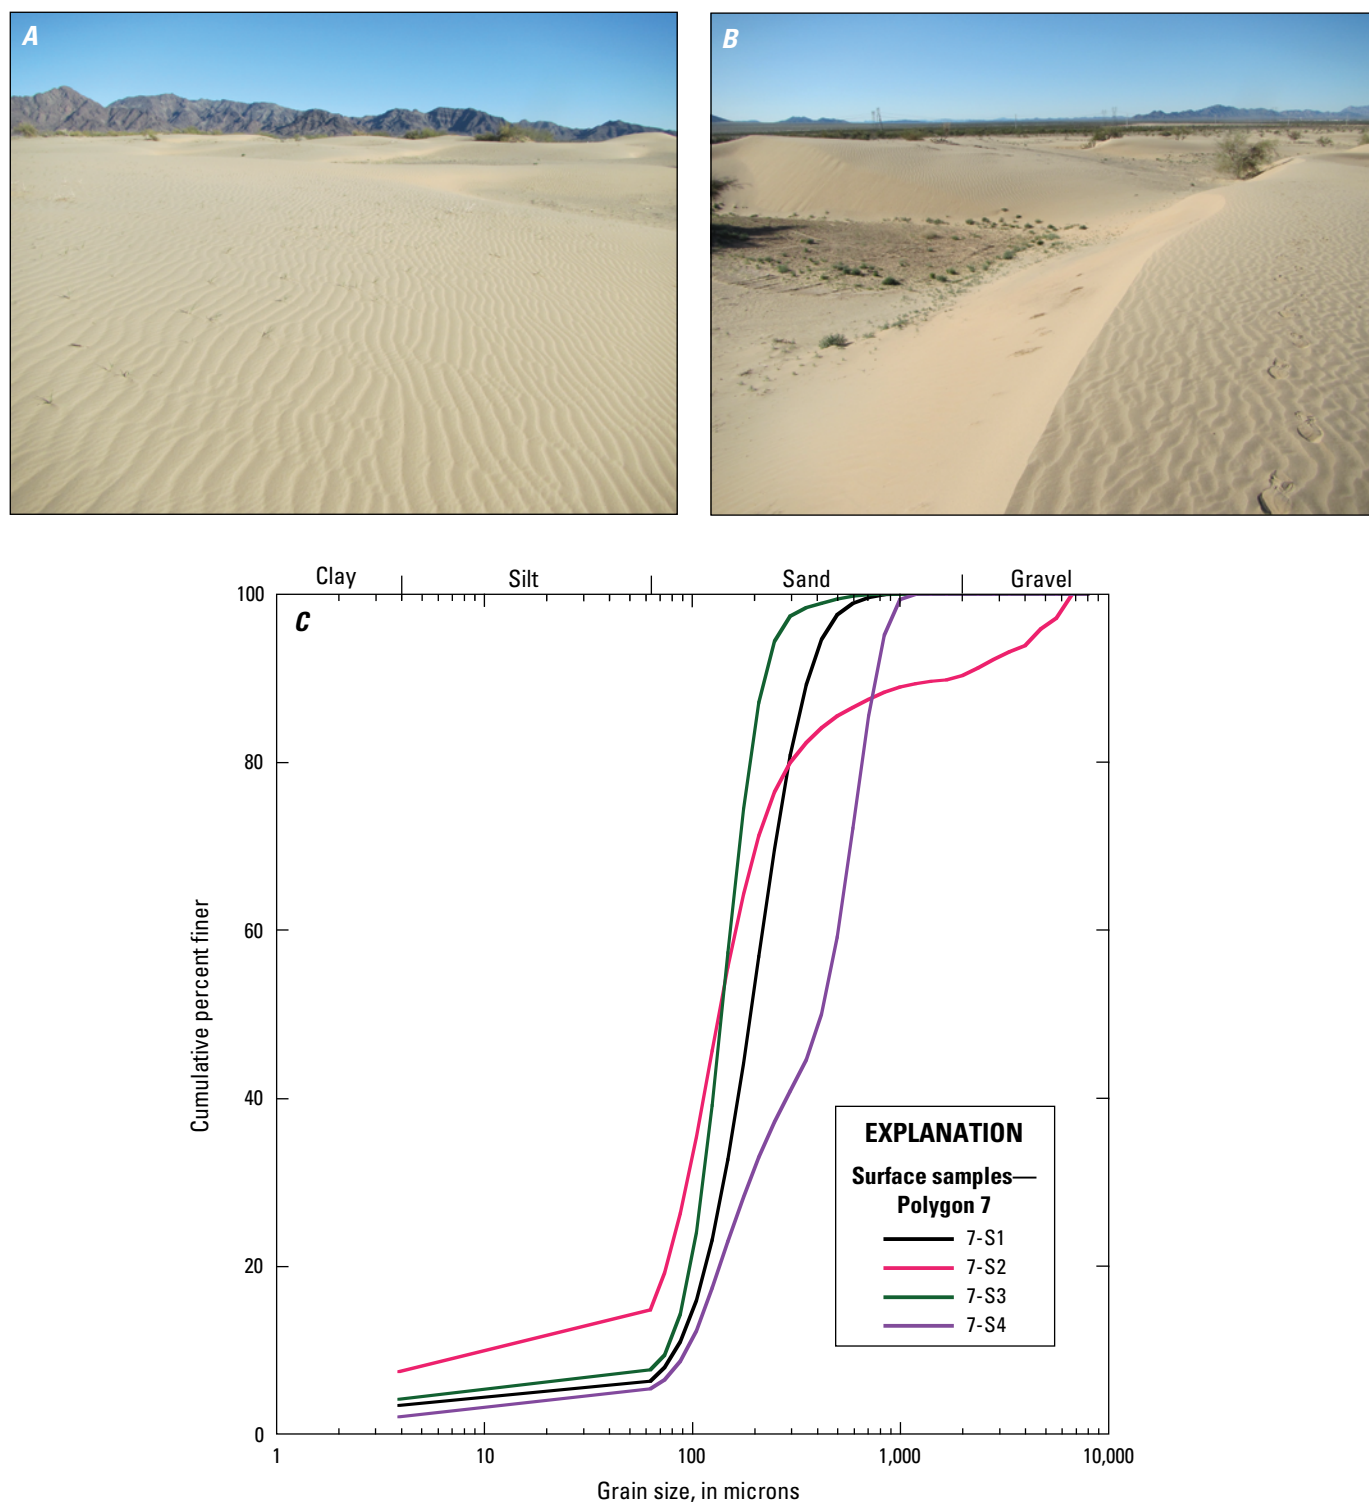 A
B
Clay
Silt
Sand
Gravel
C
100
80
60
40
20
0
Cumulative percent finer
EXPLANATION
Surface samples—
Polygon 7
7-S1
7-S2
7-S3
7-S4
1
10
100
1,000
10,000
Grain size, in microns